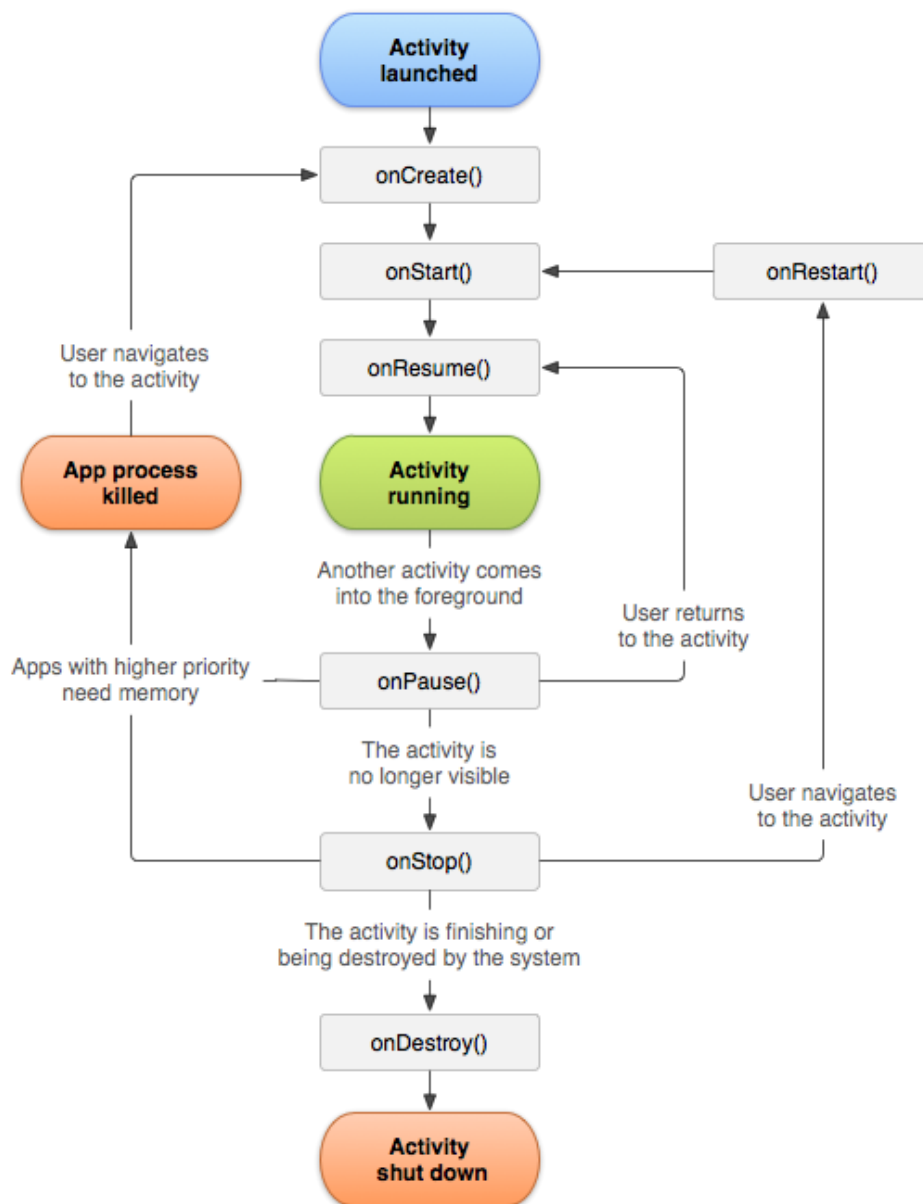 Activity
launched
onCreate()
onStart()
onRestart()
onResume()
User navigates
to the activity
App process
killed
Activity
running
Another activity comes
into the foreground
User returns
to the activity
Apps with higher priority
need memory
onPause()
The activity is
no longer visible
User navigates
to the activity
onStop()
The activity is finishing or
being destroyed by the system
onDestroy()
Activity
shut down